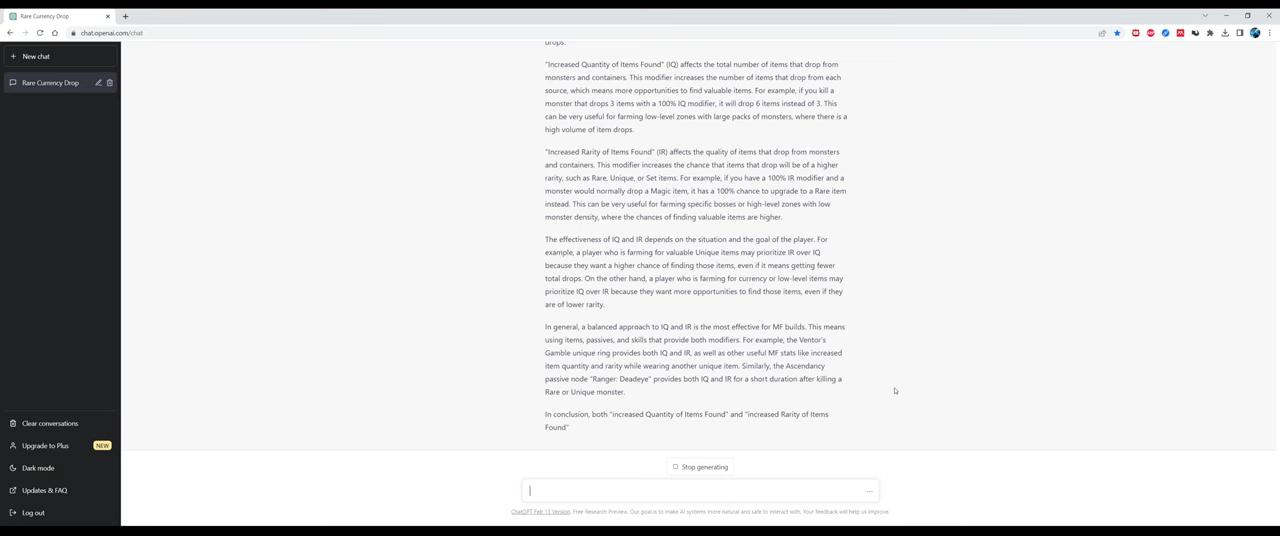 Rare Currency Drop
chat.openai.com/chat
New chat
Rare Currency Drop
drops.
"Increased Quantity of Items Found" (IQ) affects the total number of items that drop from
monsters and containers. This modifier increases the number of items that drop from each
source, which means more opportunities to find valuable items. For example, if you kill a
monster that drops 3 items with a 100% IQ modifier, it will drop 6 items instead of 3. This
can be very useful for farming low-level zones with large packs of monsters, where there is a
high volume of item drops.
"Increased Rarity of Items Found" (IR) affects the quality of items that drop from monsters
and containers. This modifier increases the chance that items that drop will be of a higher
rarity, such as Rare, Unique, or Set items. For example, if you have a 100% IR modifier and a
monster would normally drop a Magic item, it has a 100% chance to upgrade to a Rare item
instead. This can be very useful for farming specific bosses or high-level zones with low
monster density, where the chances of finding valuable items are higher.
The effectiveness of IQ and IR depends on the situation and the goal of the player. For
example, a player who is farming for valuable Unique items may prioritize IR over IQ
because they want a higher chance of finding those items, even if it means getting fewer
total drops. On the other hand, a player who is farming for currency or low-level items may
prioritize IQ over IR because they want more opportunities to find those items, even if they
are of lower rarity.
In general, a balanced approach to IQ and IR is the most effective for MF builds. This means
using items, passives, and skills that provide both modifiers. For example, the Ventor's
Gamble unique ring provides both IQ and IR, as well as other useful MF stats like increased
item quantity and rarity while wearing another unique item. Similarly, the Ascendancy
passive node "Ranger: Deadeye" provides both IQ and IR for a short duration after killing a
Rare or Unique monster.
In conclusion, both "increased Quantity of Items Found" and "increased Rarity of Items
Found"
Stop generating
Clear conversations
Upgrade to Plus NEW
Dark mode
Updates & FAQ
Log out
ChatGPT Feb 13 Version. Free Research Preview. Our goal is to make AI systems more natural and safe to interact with. Your feedback will help us improve.